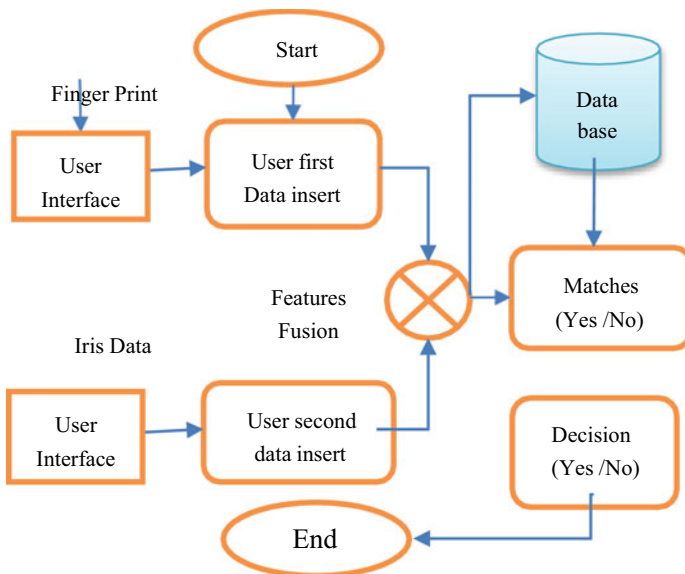 Start
Finger Print
Data
base
User
Interface
User first
Data insert
Features
Fusion
Matches
(Yes /No)
Iris Data
User
Interface
User second
data insert
Decision
(Yes /No)
End